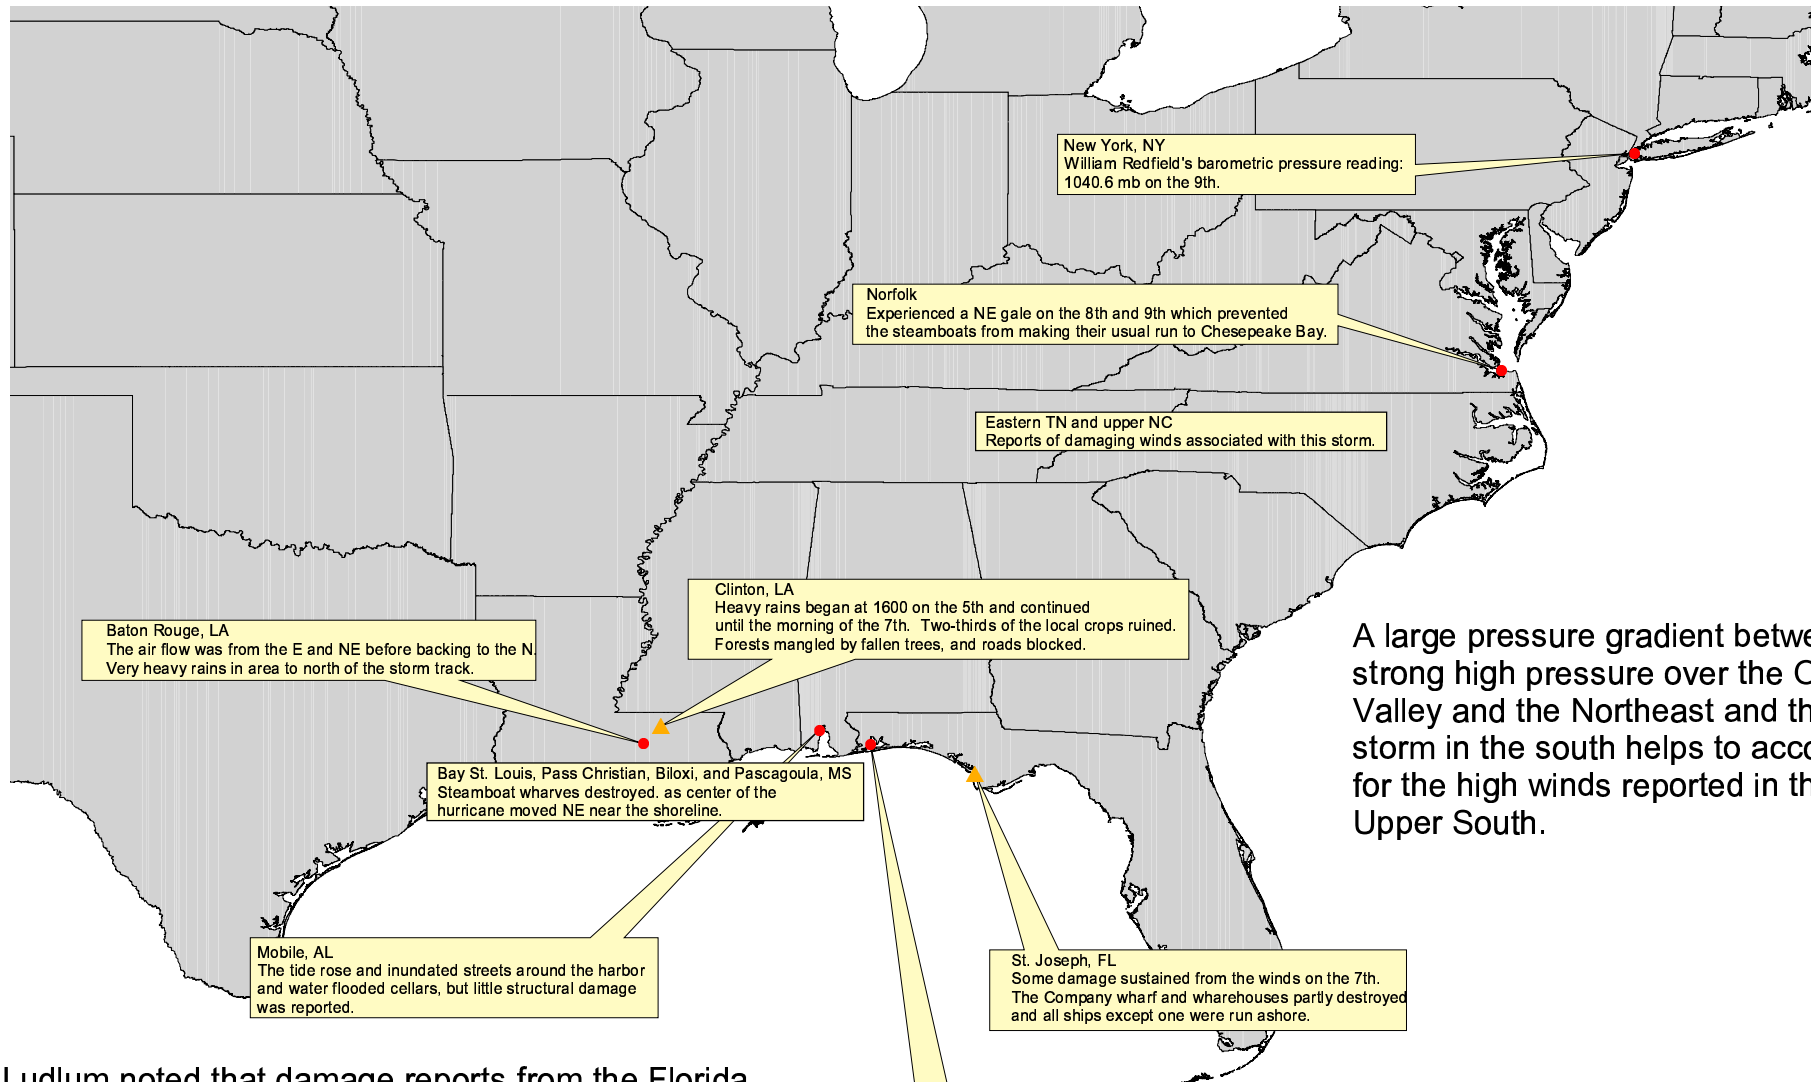 New York, NY
William Redfield's barometric pressure reading:
1040.6 mb on the 9th.
Norfolk
Experienced a NE gale on the 8th and 9th which prevented
the steamboats from making their usual run to Chesepeake Bay.
Eastern TN and upper NC
Reports of damaging winds associated with this storm.
Clinton, LA
Heavy rains began at 1600 on the 5th and continued
until the morning of the 7th.  Two-thirds of the local crops ruined.
Forests mangled by fallen trees, and roads blocked.
Baton Rouge, LA
The air flow was from the E and NE before backing to the N.
Very heavy rains in area to north of the storm track.
A large pressure gradient
strong high pressure over the
Valley and the Northeast and
storm in the south helps to
for the high winds reported in
Upper South.
Bay St. Louis, Pass Christian, Biloxi, and Pascagoula, MS
Steamboat wharves destroyed. as center of the
hurricane moved NE near the shoreline.
Mobile, AL
The tide rose and inundated streets around the harbor
and water flooded cellars, but little structural damage
was reported.
St. Joseph, FL
Some damage sustained from the winds on the 7th.
The Company wharf and wharehouses partly destroyed
and all ships except one were run ashore.
Ludlum noted that damage reports from the Florida